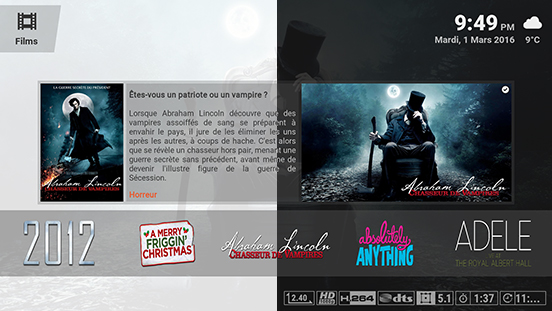 Films
9:49 PM
Mardi, 1 Mars 2016
9°C
LA GUERRE SECRÈTE DU PRÉSIDENT
Abraham Lincoln
CHASSEUR DE VAMPIRES
Êtes-vous un patriote ou un vampire ?
Lorsque Abraham Lincoln découvre que des
vampires assoiffés de sang se préparent à
envahir le pays, il jure de les éliminer les uns
après les autres, à coups de hache. C'est alors
que se révèle un chasseur hors pair, menant une
guerre secrète sans précédent, avant même de
devenir l'illustre figure de la guerre de
Sécession.
Horreur
Abraham Lincoln
CHASSEUR DE VAMPIRES
2012
A MERRY
FRIGGIN'
CHRISTMAS
Abraham Lincoln
CHASSEUR DE VAMPIRES
absolutely
ANYTHING
ADELE
LIVE AT
THE ROYAL ALBERT HALL
12.40
HD
H.264
dts
5.1
1:37
11:...